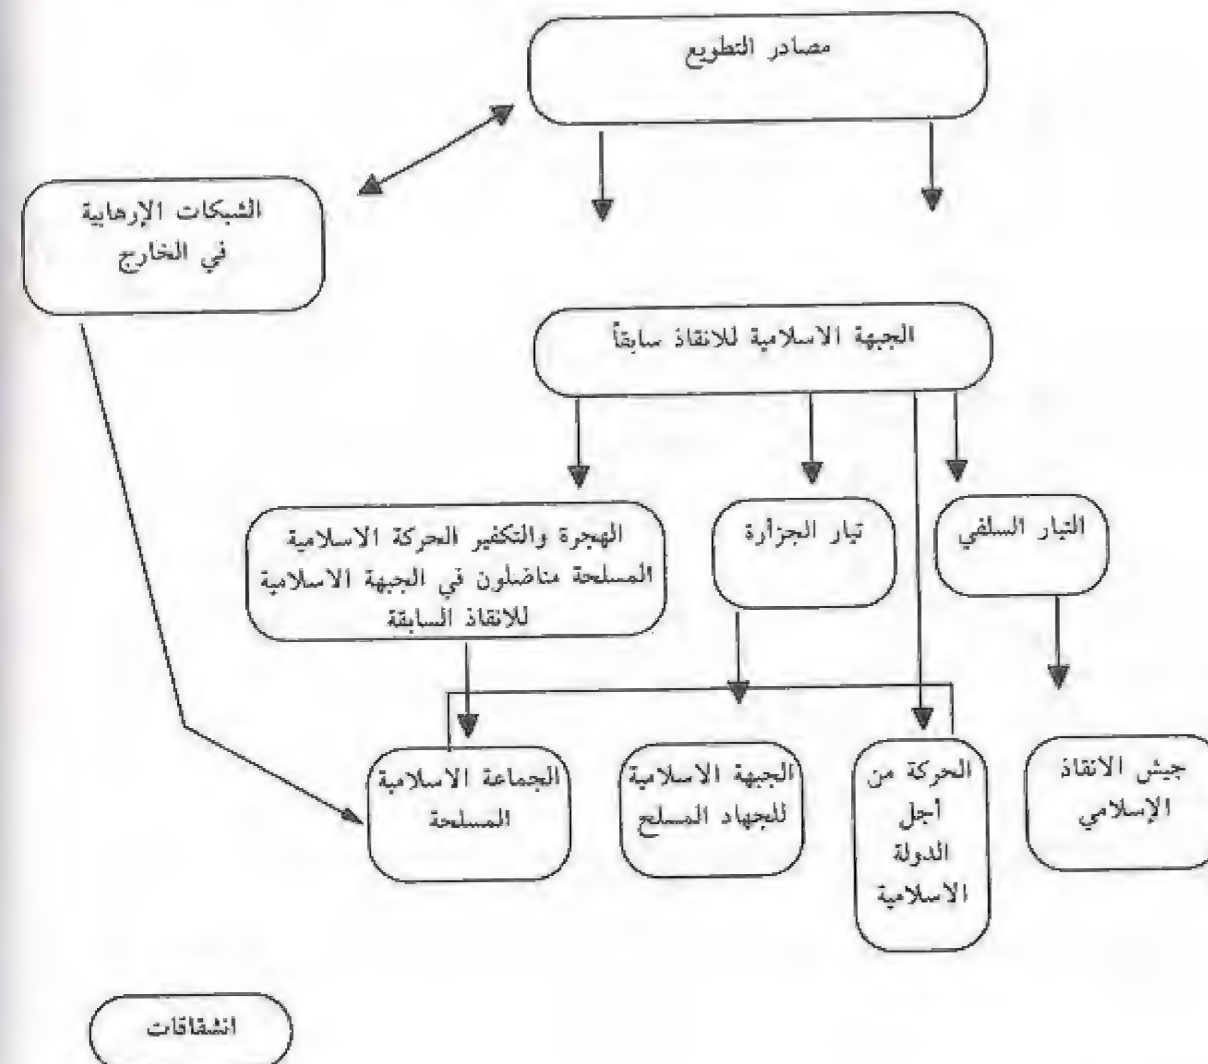 مصادر التطويع
الشبكات الإرهابية
في الخارج
الجبهة الاسلامية للانقاذ سابقاً
التيار السلفي
تيار الجزأرة
الهجرة والتكفير الحركة الاسلامية
المسلحة مناضلون في الجبهة الاسلامية
للانقاذ السابقة
جيش الانقاذ
الإسلامي
الحركة من
أجل
الدولة
الاسلامية
الجبهة الاسلامية
للجهاد المسلح
الجماعة الاسلامية
المسلحة
انشقاقات